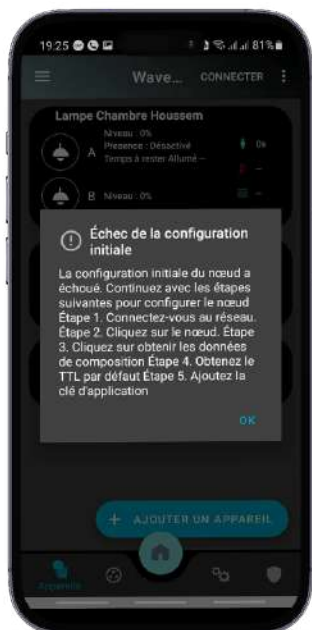 19:25 81%
Wave... CONNECTER
Lampe Chambre Houssem
Niveau : 0%
A Presence : Désactivé
Temps à rester Allumé --
B Niveau : 0%
Échec de la configuration
initiale
La configuration initiale du nœud a
échoué. Continuez avec les étapes
suivantes pour configurer le nœud
Étape 1. Connectez-vous au réseau.
Étape 2. Cliquez sur le nœud. Étape
3. Cliquez sur obtenir les données
de composition Étape 4. Obtenez le
TTL par défaut Étape 5. Ajoutez la
clé d'application
OK
+ AJOUTER UN APPAREIL
Appareils